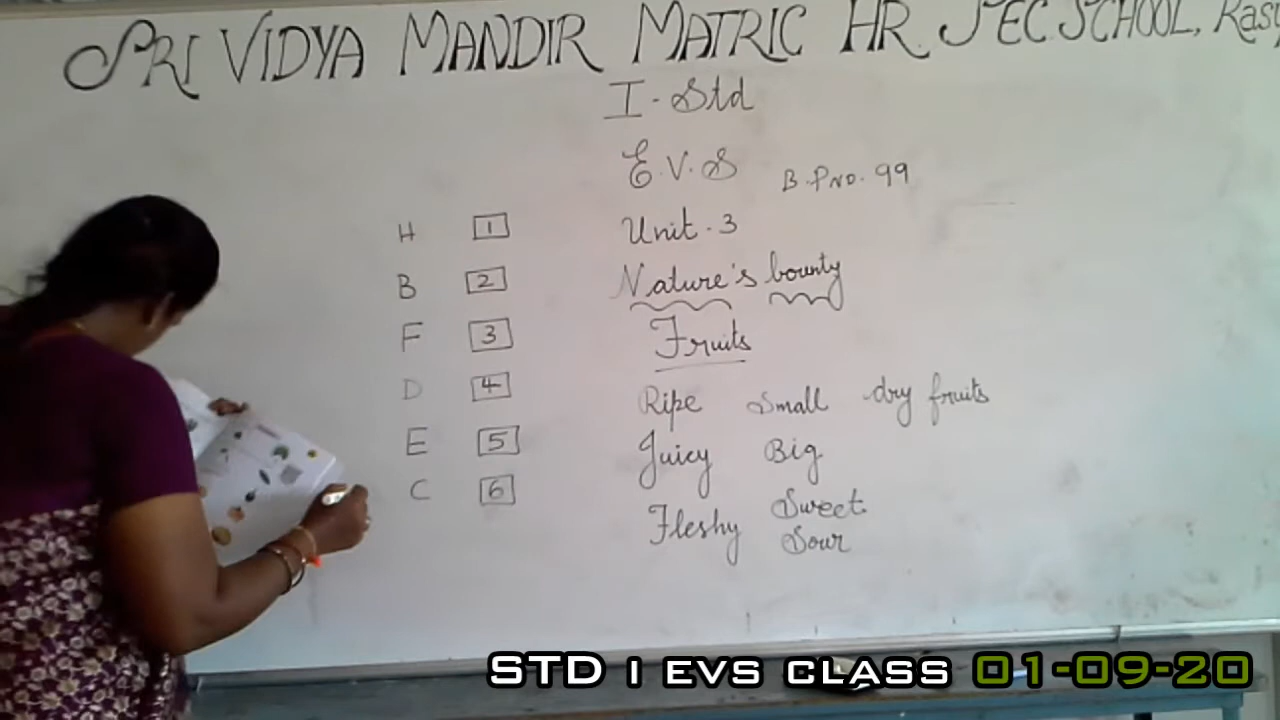 SRI VIDYA MANDIR MATRIC HR. SEC. SCHOOL,
I - Std
E.V.S
B.P No. 99
H 1
Unit - 3
B 2
Nature's bounty
F 3
Fruits
D 4
Ripe Small dry fruits
E 5
Juicy Big
C 6
Fleshy Sweet
Sour
STD I EVS CLASS 01-09-20